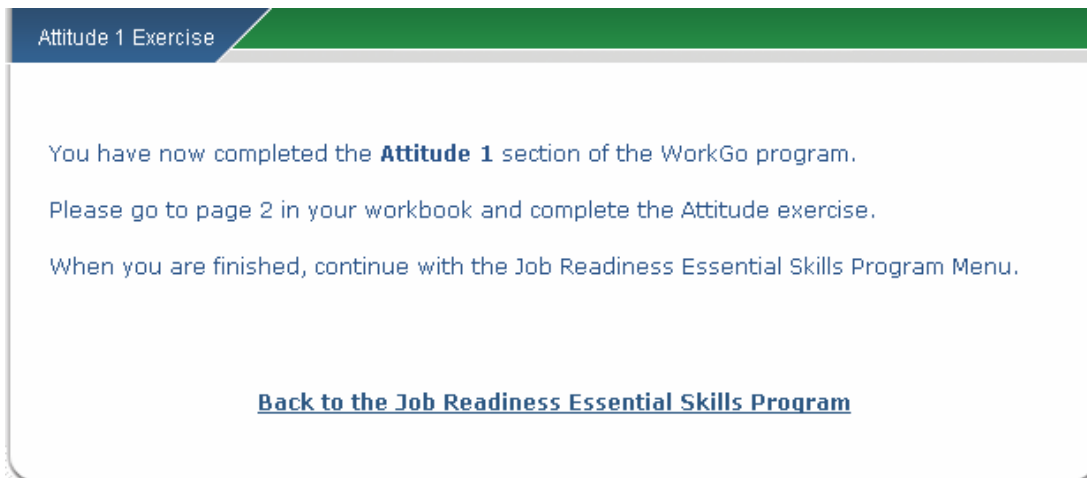 Attitude 1 Exercise
You have now completed the Attitude 1 section of the WorkGo program.
Please go to page 2 in your workbook and complete the Attitude exercise.
When you are finished, continue with the Job Readiness Essential Skills Program Menu.
Back to the Job Readiness Essential Skills Program